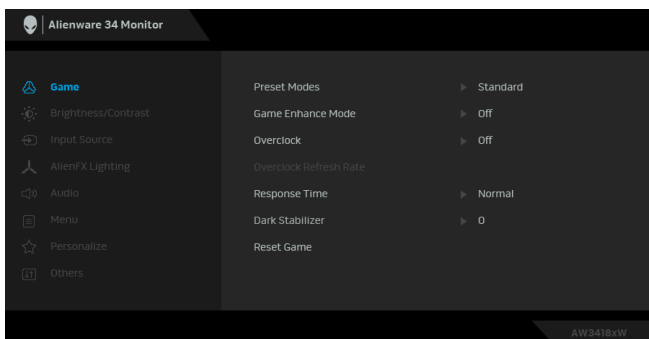 Alienware 34 Monitor
Game
Preset Modes Standard
Brightness/Contrast
Game Enhance Mode Off
Input Source
Overclock Off
AlienFX Lighting
Overclock Refresh Rate
Audio
Response Time Normal
Menu
Dark Stabilizer 0
Personalize
Reset Game
Others
AW3418xW